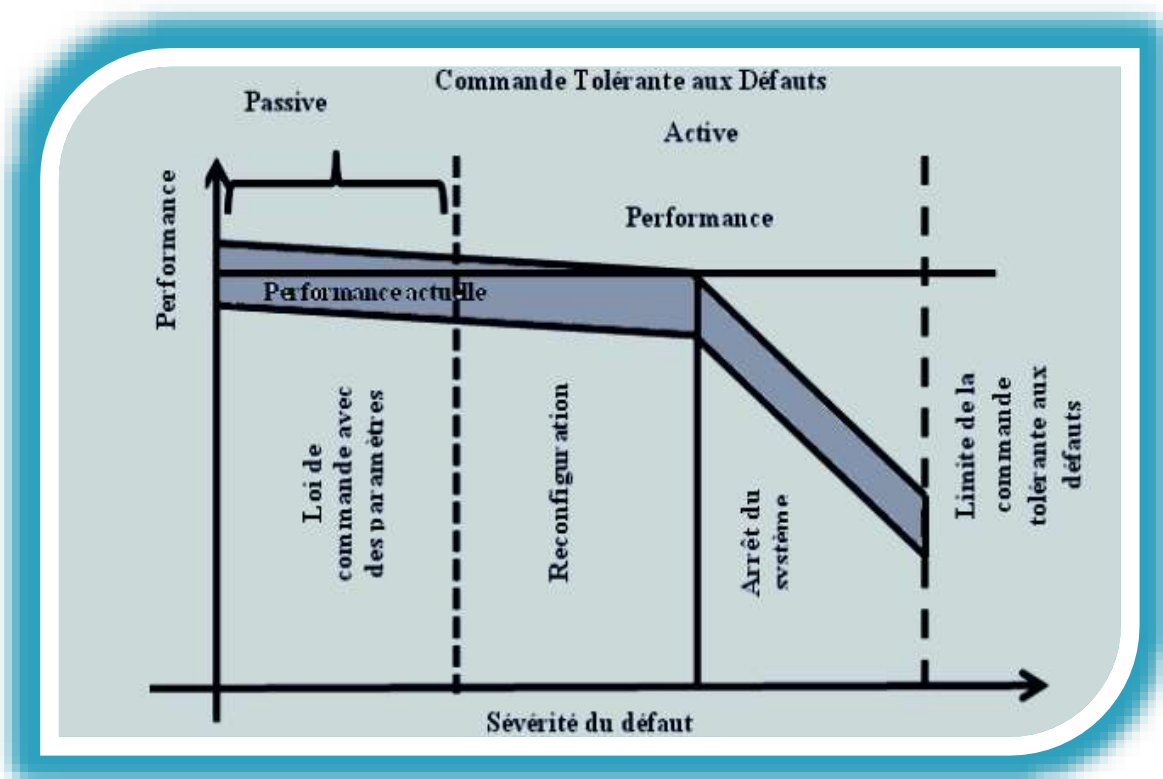 Commande Tolérante aux Défauts
Passive
Active
Performance
Performance
Performance actuelle
Loi de
commande avec
des paramètres
Reconfiguration
Arrêt du
système
Limite de la
commande
tolérante aux
défauts
Sévérité du défaut